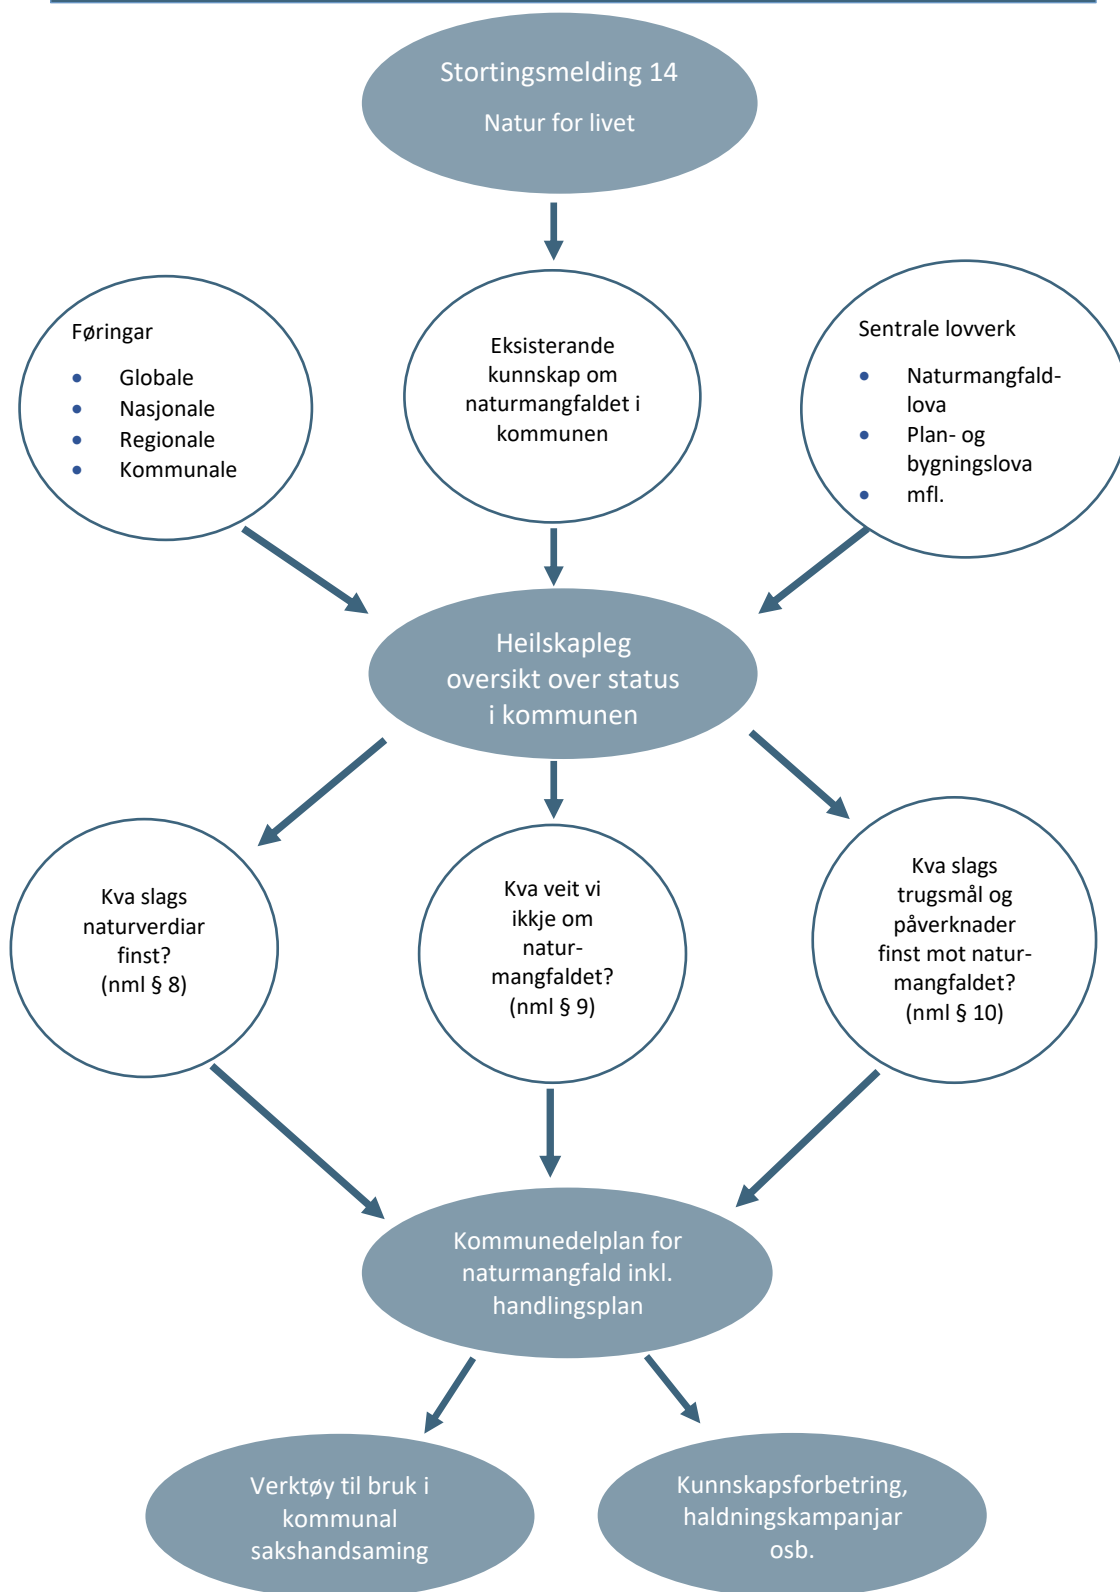 Stortingsmelding 14
Natur for livet
Føringar
• Globale
• Nasjonale
• Regionale
• Kommunale
Eksisterande
kunnskap om
naturmangfaldet i
kommunen
Sentrale lovverk
• Naturmangfald-
lova
• Plan- og
bygningslova
• mfl.
Heilskapleg
oversikt over status
i kommunen
Kva slags
naturverdiar
finst?
(nml § 8)
Kva veit vi
ikkje om
natur-
mangfaldet?
(nml § 9)
Kva slags
trugsmål og
påverknader
finst mot natur-
mangfaldet?
(nml § 10)
Kommunedelplan for
naturmangfald inkl.
handlingsplan
Verktøy til bruk i
kommunal
sakshandsaming
Kunnskapsforbetring,
haldningskampanjar
osb.